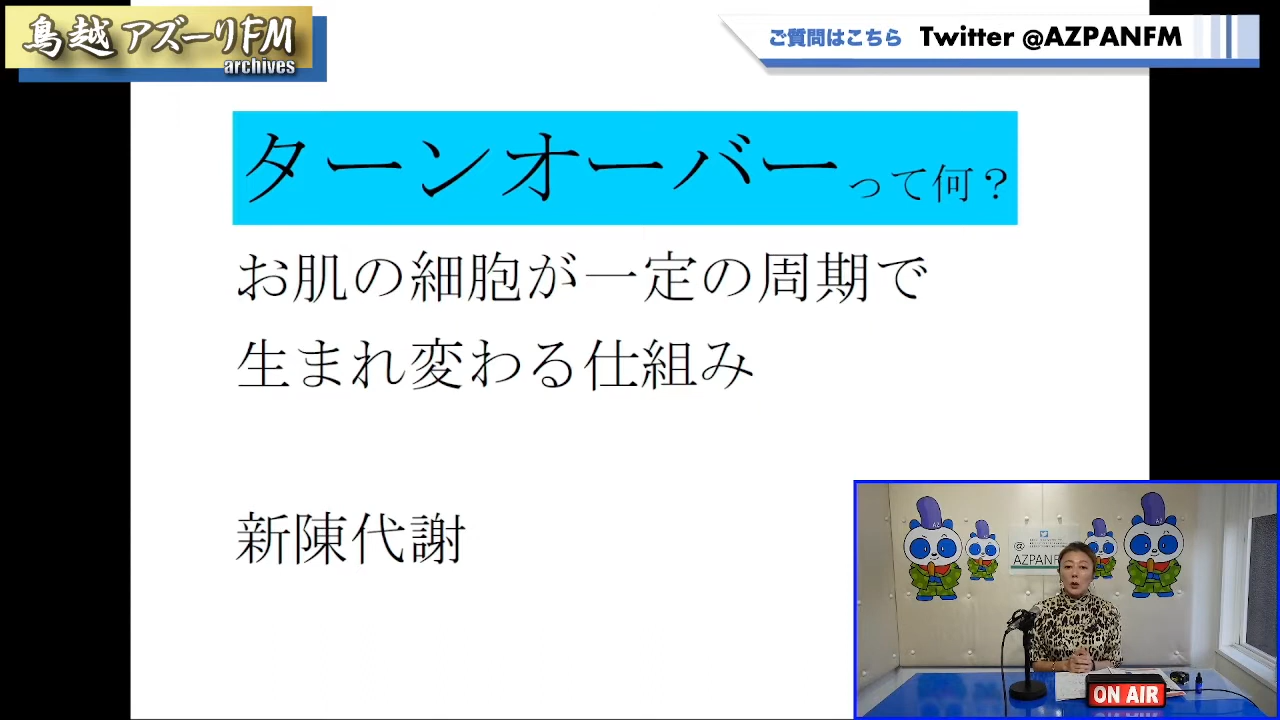 鳥越 アズーリFM
archives
ご質問はこちら Twitter @AZPANFM
ターンオーバーって何？
お肌の細胞が一定の周期で
生まれ変わる仕組み
新陳代謝
@
AZPANF
ON AIR